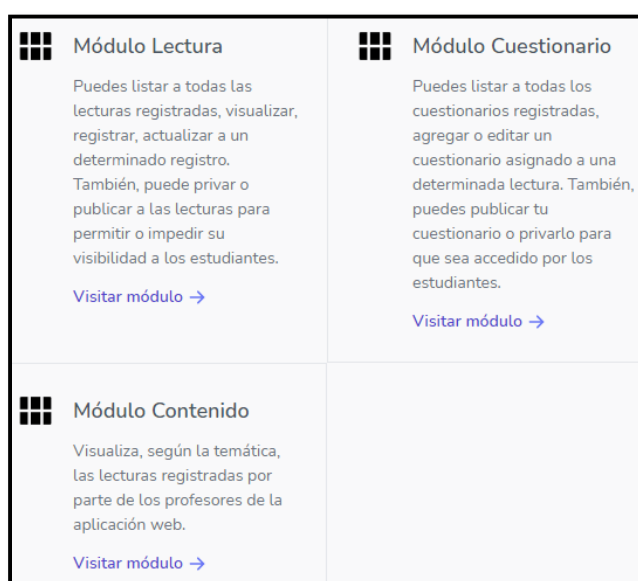 Módulo Lectura
Puedes listar a todas las
lecturas registradas, visualizar,
registrar, actualizar a un
determinado registro.
También, puede privar o
publicar a las lecturas para
permitir o impedir su
visibilidad a los estudiantes.
Visitar módulo →
Módulo Cuestionario
Puedes listar a todas los
cuestionarios registradas,
agregar o editar un
cuestionario asignado a una
determinada lectura. También,
puedes publicar tu
cuestionario o privarlo para
que sea accedido por los
estudiantes.
Visitar módulo →
Módulo Contenido
Visualiza, según la temática,
las lecturas registradas por
parte de los profesores de la
aplicación web.
Visitar módulo →